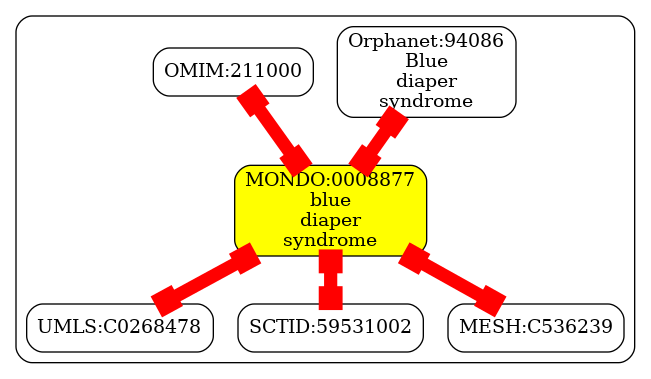 OMIM:211000
Orphanet:94086
Blue
diaper
syndrome
MONDO:0008877
blue
diaper
syndrome
UMLS:C0268478
SCTID:59531002
MESH:C536239